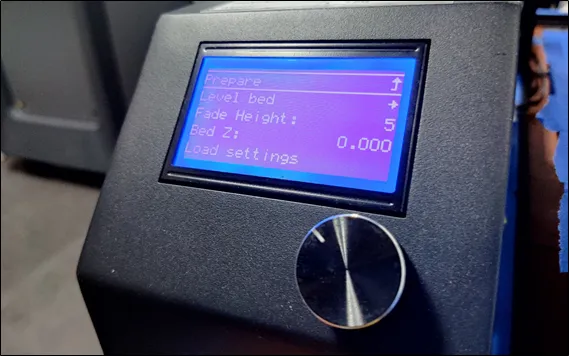 Prepare
Level bed
Fade Height: 5
Bed Z: 0.000
Load settings